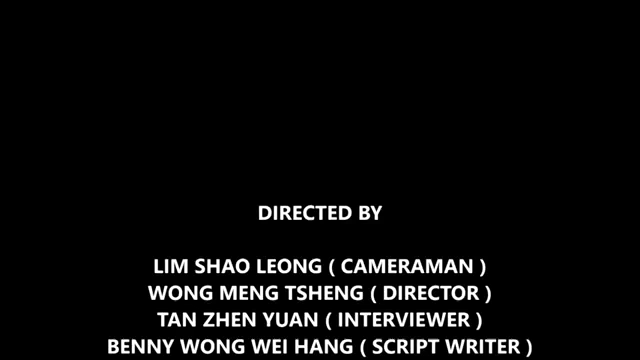 DIRECTED BY
LIM SHAO LEONG ( CAMERAMAN )
WONG MENG TSHENG ( DIRECTOR )
TAN ZHEN YUAN ( INTERVIEWER )
BENNY WONG WEI HANG ( SCRIPT WRITER )